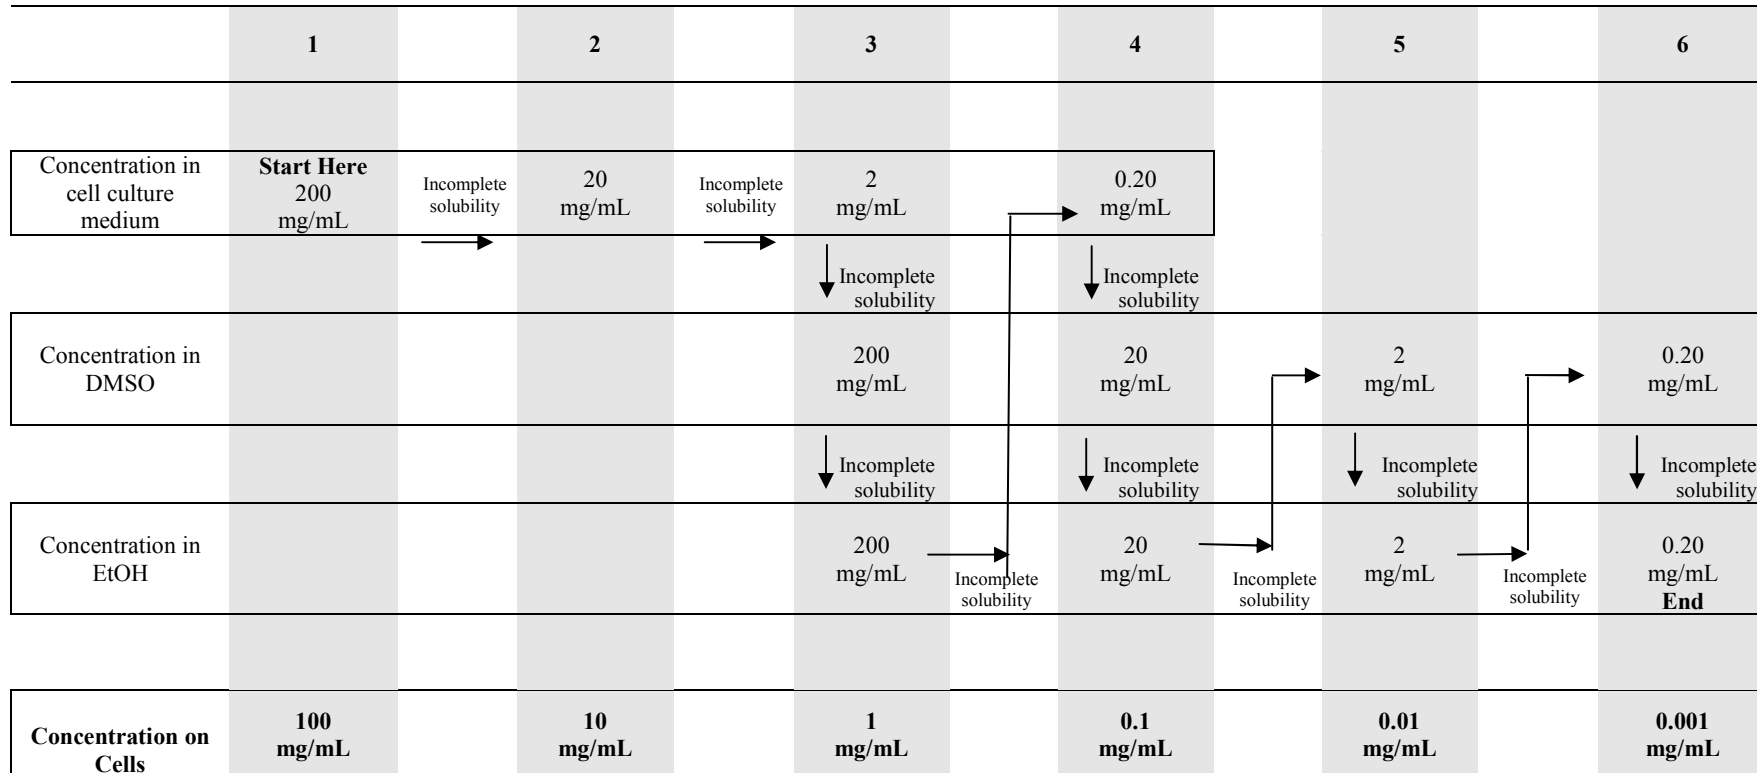 1 2 3 4 5 6
Concentration in
cell culture
medium
Start Here
200
mg/mL
Incomplete
solubility
20
mg/mL
Incomplete
solubility
2
mg/mL
0.20
mg/mL
Incomplete
solubility
Incomplete
solubility
Concentration in
DMSO
200
mg/mL
20
mg/mL
2
mg/mL
0.20
mg/mL
Incomplete
solubility
Incomplete
solubility
Incomplete
solubility
Incomplete
solubility
Concentration in
EtOH
200
mg/mL
Incomplete
solubility
20
mg/mL
Incomplete
solubility
2
mg/mL
Incomplete
solubility
0.20
mg/mL
End
Concentration on
Cells
100
mg/mL
10
mg/mL
1
mg/mL
0.1
mg/mL
0.01
mg/mL
0.001
mg/mL